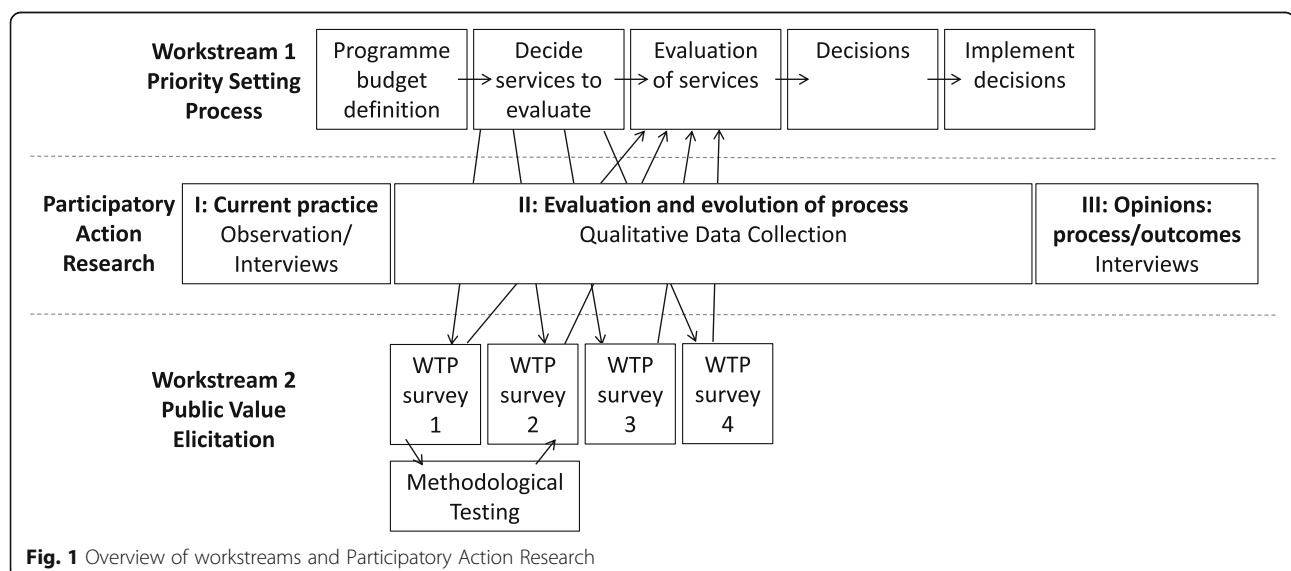 Workstream 1
Priority Setting
Process
Programme
budget
definition
Decide
services to
evaluate
Evaluation
of services
Decisions
Implement
decisions
Participatory
Action
Research
I: Current practice
Observation/
Interviews
II: Evaluation and evolution of process
Qualitative Data Collection
III: Opinions:
process/outcomes
Interviews
Workstream 2
Public Value
Elicitation
WTP
survey
1
WTP
survey
2
WTP
survey
3
WTP
survey
4
Methodological
Testing
Fig. 1 Overview of workstreams and Participatory Action Research